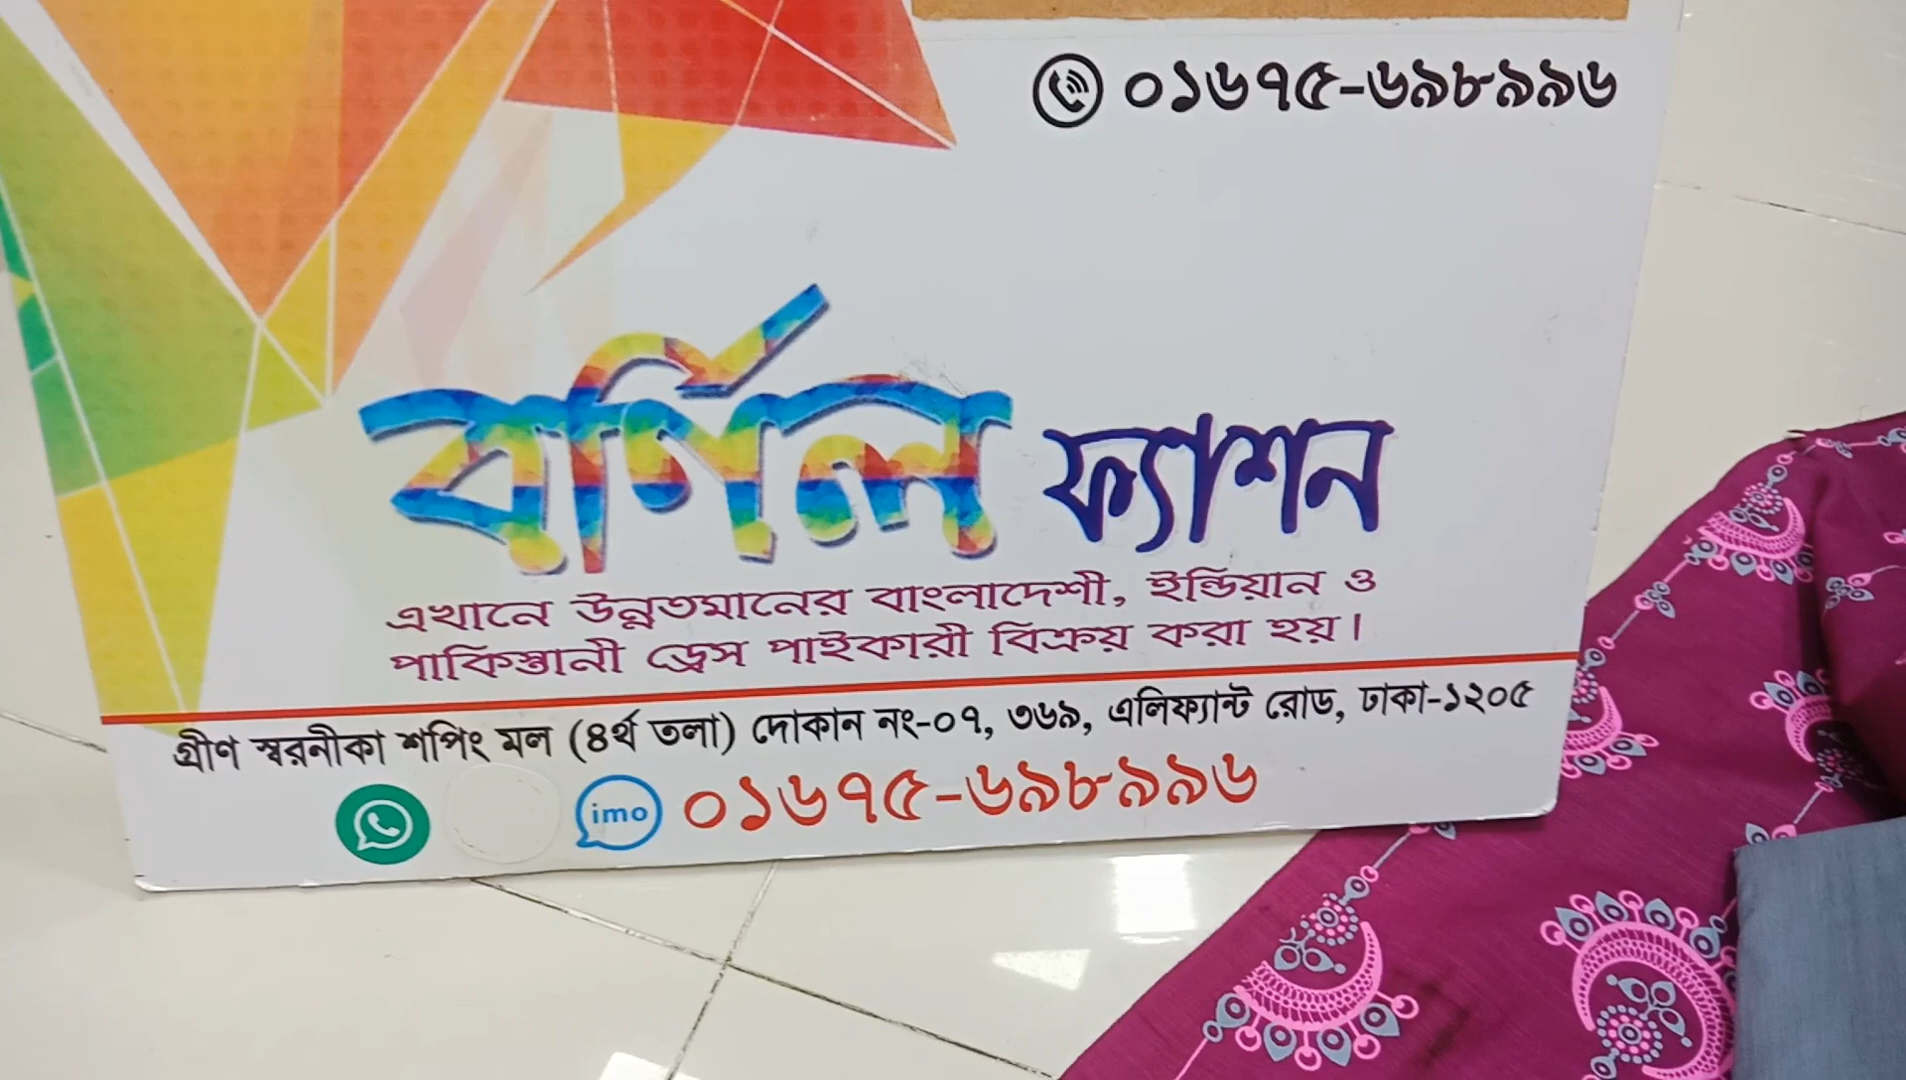 ০১৬৭৫-৬৯৮৯৯৬
বর্ণিল ফ্যাশন
এখানে উন্নতমানের বাংলাদেশী, ইন্ডিয়ান ও
পাকিস্তানী ড্রেস পাইকারী বিক্রয় করা হয়।
গ্রীণ স্বরনীকা শপিং মল (৪র্থ তলা) দোকান নং-০৭, ৩৬৯, এলিফ্যান্ট রোড, ঢাকা-১২০৫
imo ০১৬৭৫-৬৯৮৯৯৬